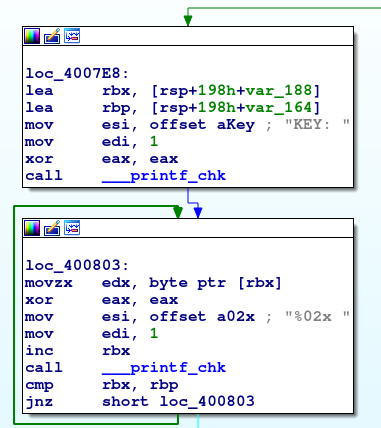 loc_4007E8:
lea     rbx, [rsp+198h+var_188]
lea     rbp, [rsp+198h+var_164]
mov     esi, offset aKey ; "KEY: "
mov     edi, 1
xor     eax, eax
call    ___printf_chk
loc_400803:
movzx   edx, byte ptr [rbx]
xor     eax, eax
mov     esi, offset a02x ; "%02x "
mov     edi, 1
inc     rbx
call    ___printf_chk
cmp     rbx, rbp
jnz     short loc_400803